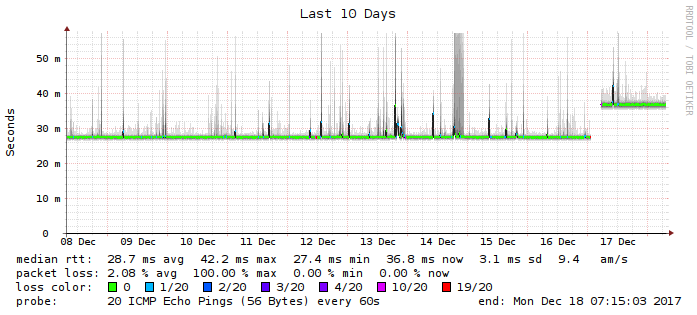 Last 10 Days
RRDTOOL / TOBI OETIKER
Seconds
50 m
40 m
30 m
20 m
10 m
0
08 Dec 09 Dec 10 Dec 11 Dec 12 Dec 13 Dec 14 Dec 15 Dec 16 Dec 17 Dec
median rtt: 28.7 ms avg 42.2 ms max 27.4 ms min 36.8 ms now 3.1 ms sd 9.4 am/s
packet loss: 2.08 % avg 100.00 % max 0.00 % min 0.00 % now
loss color: 0 1/20 2/20 3/20 4/20 10/20 19/20
probe: 20 ICMP Echo Pings (56 Bytes) every 60s end: Mon Dec 18 07:15:03 2017